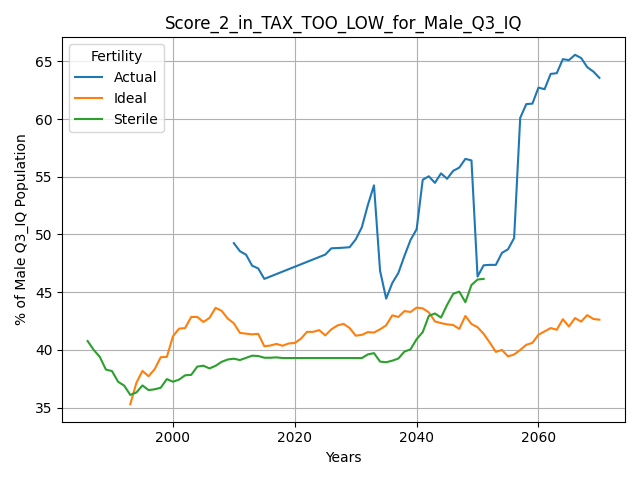 Score_2_in_TAX_TOO_LOW_for_Male_Q3_IQ
Fertility
Actual
Ideal
Sterile
% of Male Q3_IQ Population
65
60
55
50
45
40
35
2000
2020
2040
2060
Years